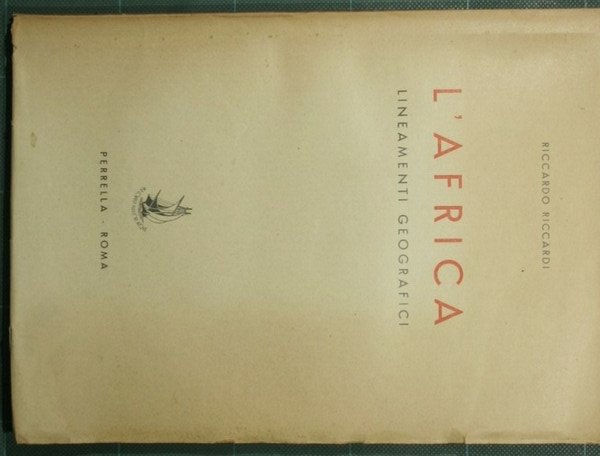 RICCARDO RICCARDI
L'AFRICA
LINEAMENTI GEOGRAFICI
PERRELLA - ROMA